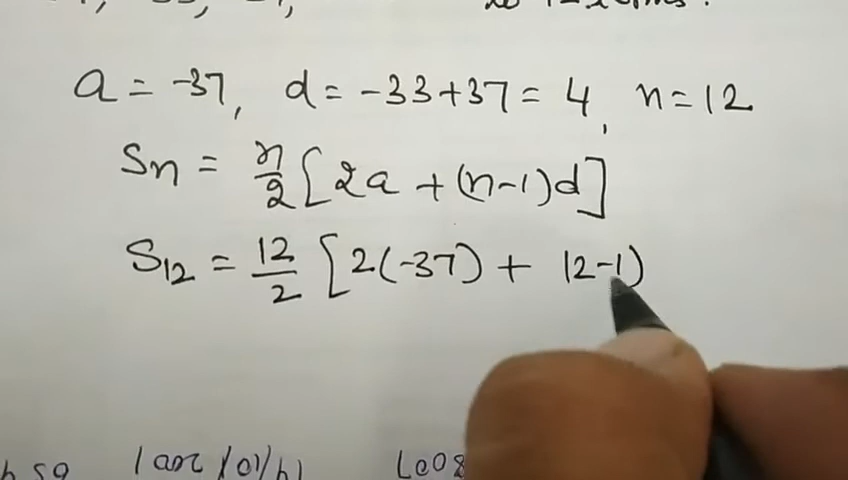 a = -37, d = -33+37 = 4, n = 12
Sn = n/2 [2a + (n-1)d]
S12 = 12/2 [2(-37) + 12-1)